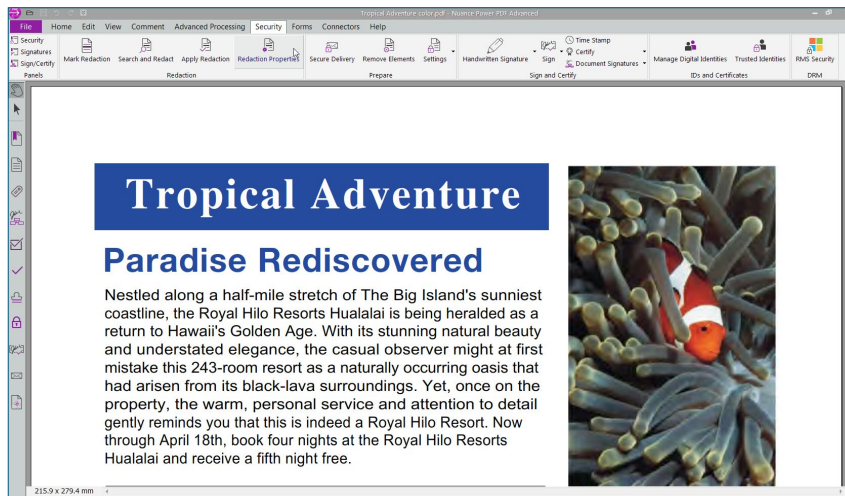 Tropical Adventure color.pdf - Nuance Power PDF Advanced
File Home Edit View Comment Advanced Processing Security Forms Connectors Help
Security
Signatures
Sign/Certify
Panels
Mark Redaction Search and Redact Apply Redaction Redaction Properties
Redaction
Secure Delivery Remove Elements Settings
Prepare
Handwritten Signature Sign
Time Stamp
Certify
Document Signatures
Sign and Certify
Manage Digital Identities Trusted Identities
IDs and Certificates
RMS Security
DRM
Tropical Adventure
Paradise Rediscovered
Nestled along a half-mile stretch of The Big Island's sunniest
coastline, the Royal Hilo Resorts Hualalai is being heralded as a
return to Hawaii's Golden Age. With its stunning natural beauty
and understated elegance, the casual observer might at first
mistake this 243-room resort as a naturally occurring oasis that
had arisen from its black-lava surroundings. Yet, once on the
property, the warm, personal service and attention to detail
gently reminds you that this is indeed a Royal Hilo Resort. Now
through April 18th, book four nights at the Royal Hilo Resorts
Hualalai and receive a fifth night free.
215.9 x 279.4 mm